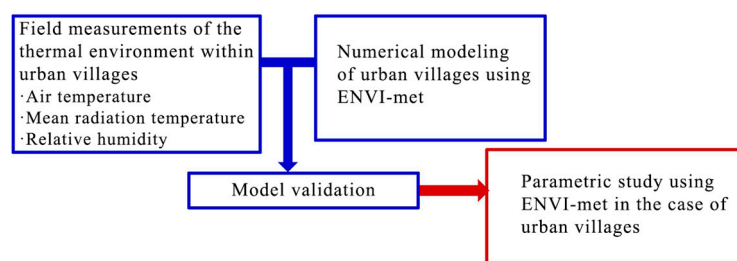 Field measurements of the
thermal environment within
urban villages
·Air temperature
·Mean radiation temperature
·Relative humidity
Numerical modeling
of urban villages using
ENVI-met
Model validation
Parametric study using
ENVI-met in the case of
urban villages